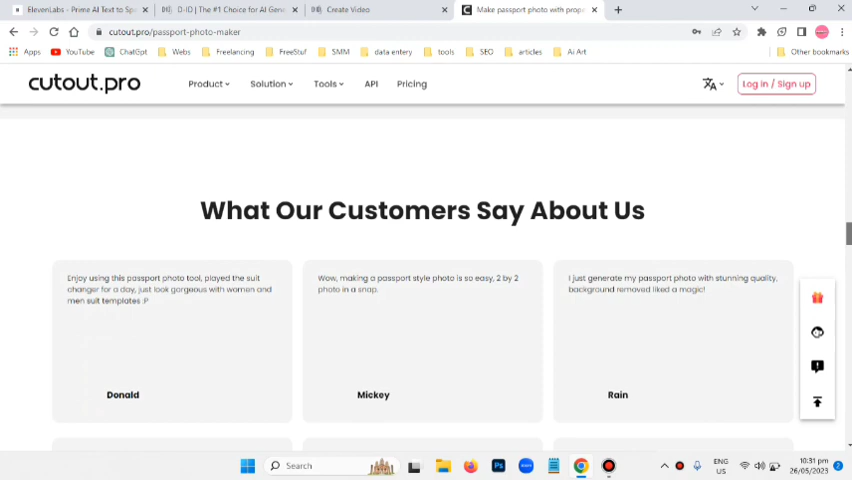 ElevenLabs - Prime AI Text to Spe
D-ID | The #1 Choice for AI Gene
Create Video
Make passport photo with prope
cutout.pro/passport-photo-maker
Apps YouTube ChatGpt Webs Freelancing FreeStuf SMM data entery tools SEO articles Ai Art Other bookmarks
cutout.pro Product Solution Tools API Pricing Log in / Sign up
What Our Customers Say About Us
Enjoy using this passport photo tool, played the suit
changer for a day, just look gorgeous with women and
men suit templates :P
Donald
Wow, making a passport style photo is so easy, 2 by 2
photo in a snap.
Mickey
I just generate my passport photo with stunning quality,
background removed liked a magic!
Rain
Search
ENG
US
10:31 pm
26/05/2023
2